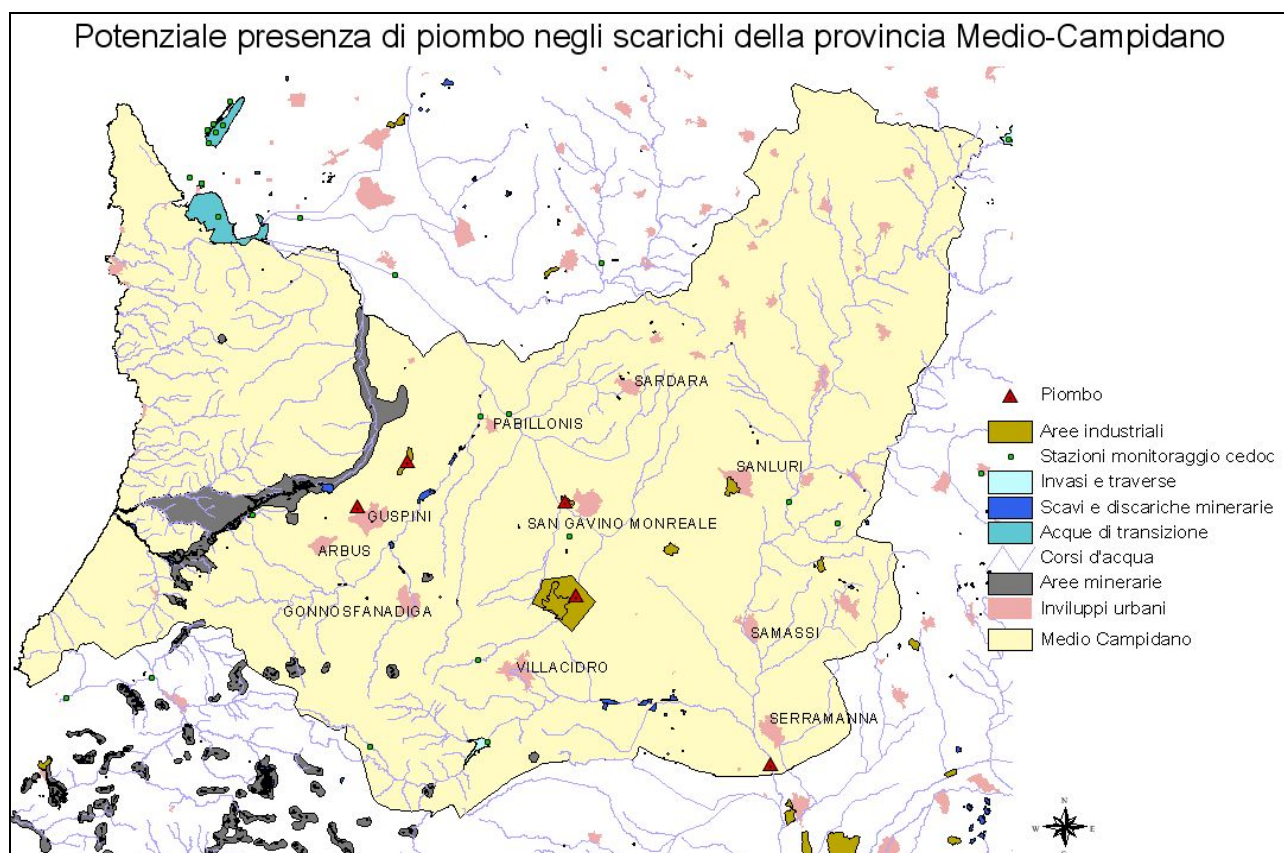 Potenziale presenza di piombo negli scarichi della provincia Medio-Campidano
SARDARA
PABILLONIS
SANLURI
GUSPINI
SAN GAVINO MONREALE
ARBUS
GONNOSFANADIGA
SAMASSI
VILLACIDRO
SERRAMANNA
Piombo
Aree industriali
Stazioni monitoraggio cedoc
Invasi e traverse
Scavi e discariche minerarie
Acque di transizione
Corsi d'acqua
Aree minerarie
Inviluppi urbani
Medio Campidano
N
W E